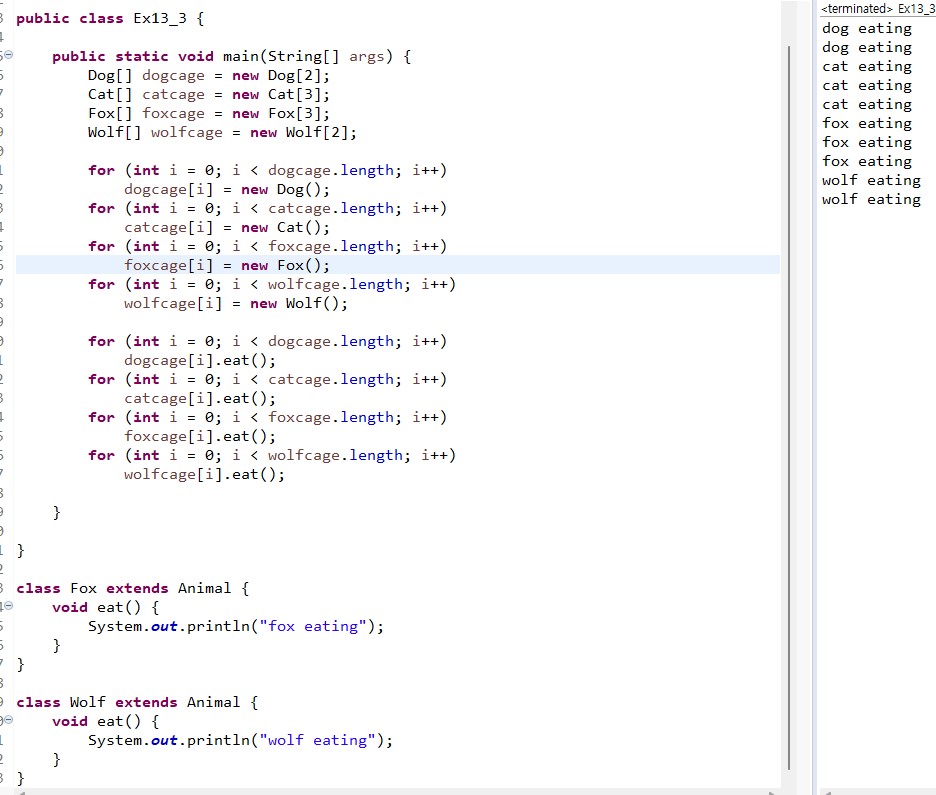 public class Ex13_3 {
public static void main(String[] args) {
Dog[] dogcage = new Dog[2];
Cat[] catcage = new Cat[3];
Fox[] foxcage = new Fox[3];
Wolf[] wolfcage = new Wolf[2];
for (int i = 0; i < dogcage.length; i++)
dogcage[i] = new Dog();
for (int i = 0; i < catcage.length; i++)
catcage[i] = new Cat();
for (int i = 0; i < foxcage.length; i++)
foxcage[i] = new Fox();
for (int i = 0; i < wolfcage.length; i++)
wolfcage[i] = new Wolf();
for (int i = 0; i < dogcage.length; i++)
dogcage[i].eat();
for (int i = 0; i < catcage.length; i++)
catcage[i].eat();
for (int i = 0; i < foxcage.length; i++)
foxcage[i].eat();
for (int i = 0; i < wolfcage.length; i++)
wolfcage[i].eat();
}
}
class Fox extends Animal {
void eat() {
System.out.println("fox eating");
}
}
class Wolf extends Animal {
void eat() {
System.out.println("wolf eating");
}
}
<terminated> Ex13_3
dog eating
dog eating
cat eating
cat eating
cat eating
fox eating
fox eating
fox eating
wolf eating
wolf eating